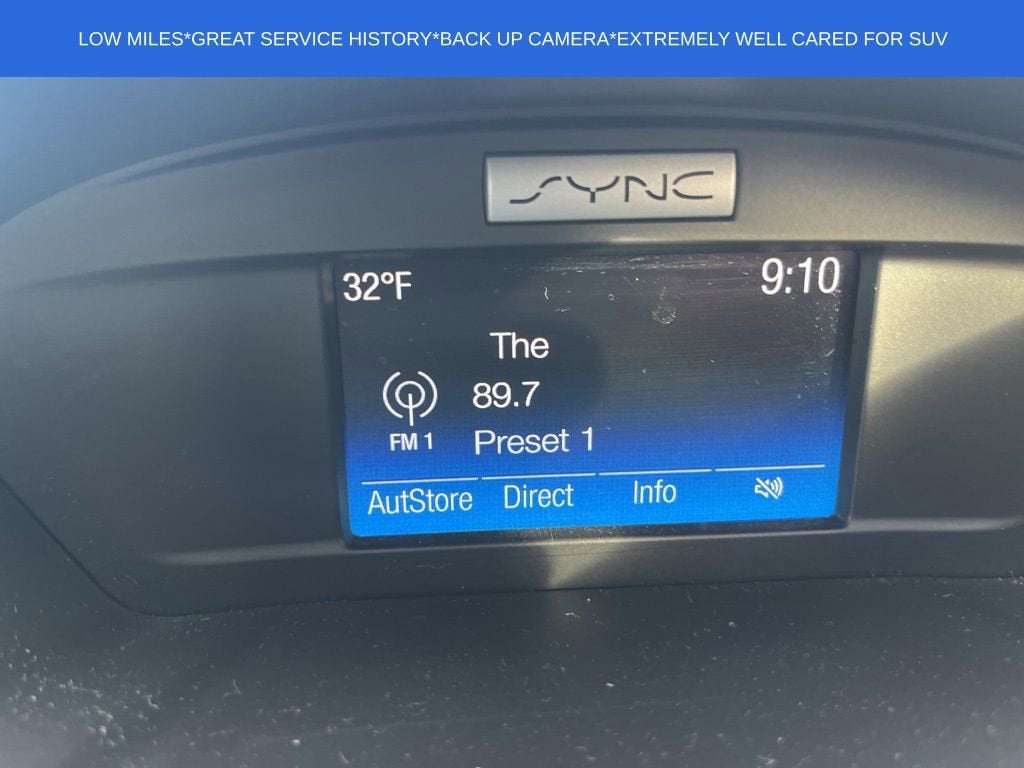 LOW MILES*GREAT SERVICE HISTORY*BACK UP CAMERA*EXTREMELY WELL CARED FOR SUV
SYNC
32°F 9:10
The
89.7
FM 1 Preset 1
AutStore Direct Info